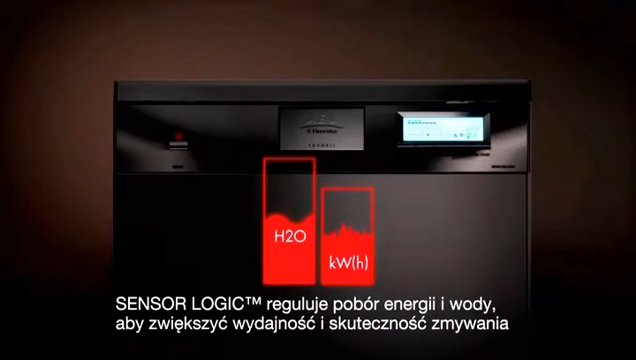 Electrolux
H2O
kW(h)
SENSOR LOGIC™ reguluje pobór energii i wody,
aby zwiększyć wydajność i skuteczność zmywania